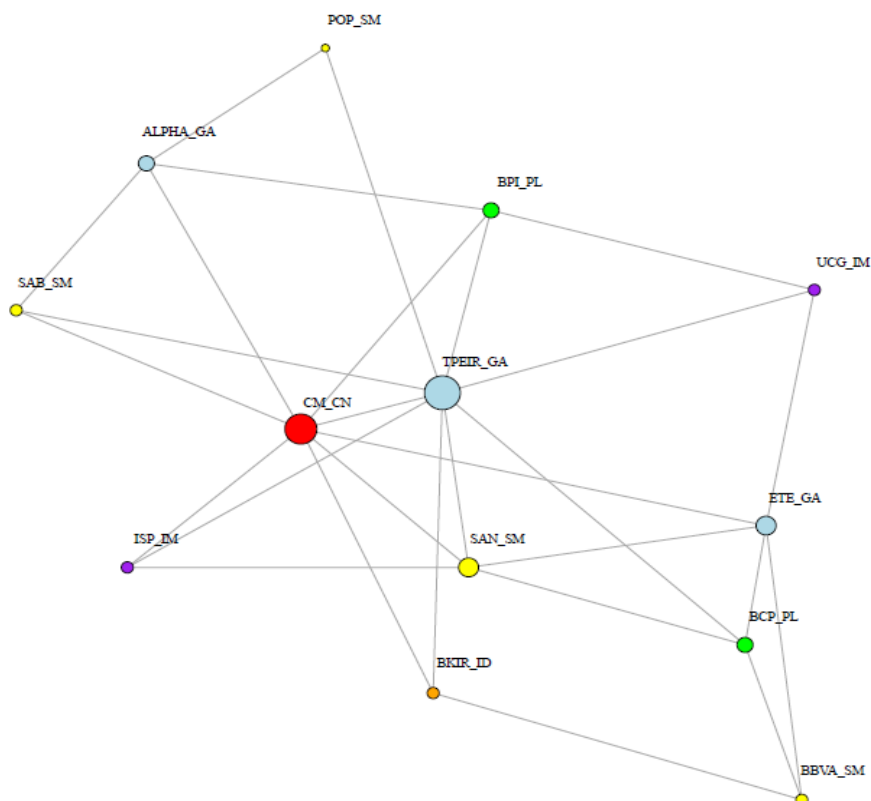 POP_SM
ALPHA_GA
BPI_PL
UCG_IM
SAB_SM
TPEIR_GA
CM_CN
ETE_GA
ISP_IM
SAN_SM
BCP_PL
BKIR_ID
BBVA_SM